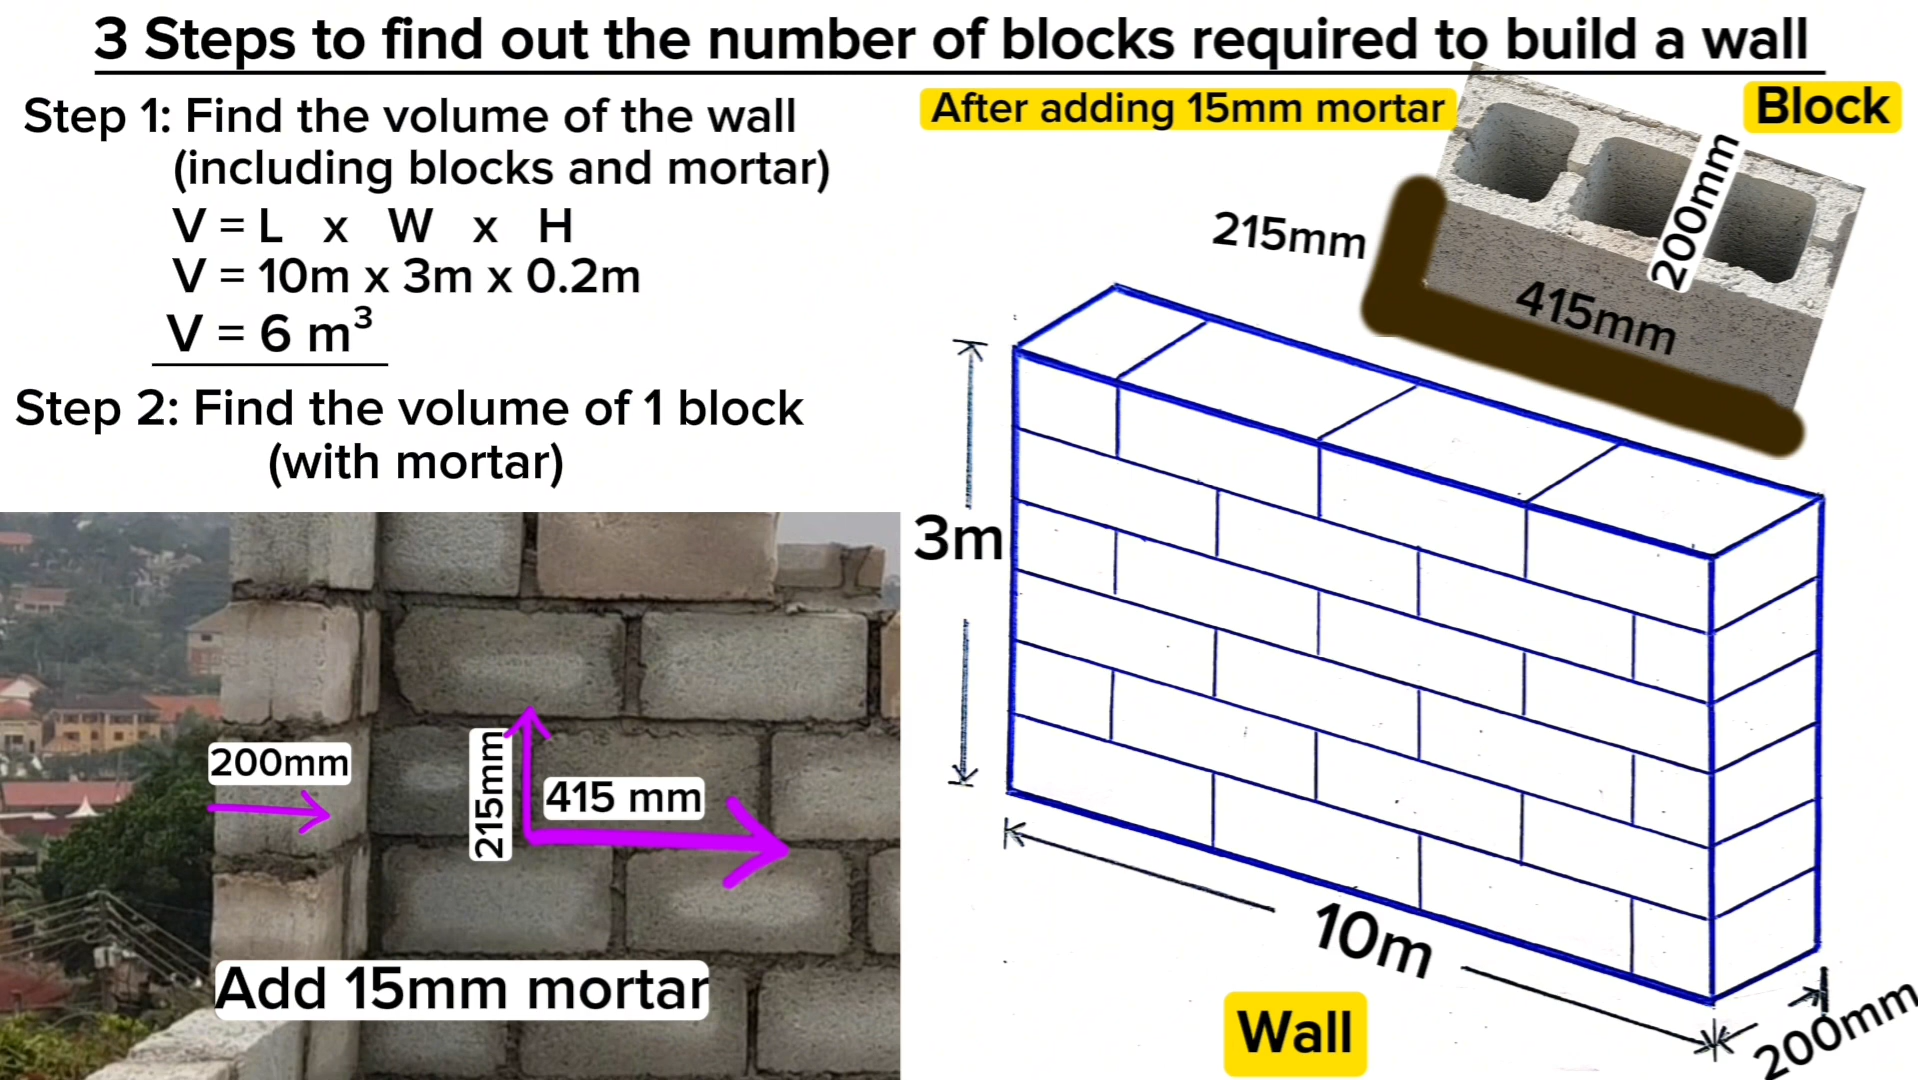 3 Steps to find out the number of blocks required to build a wall
Step 1: Find the volume of the wall
(including blocks and mortar)
V = L x W x H
V = 10m x 3m x 0.2m
V = 6 m³
Step 2: Find the volume of 1 block
(with mortar)
After adding 15mm mortar
Block
215mm
200mm
415mm
3m
10m
200mm
Wall
200mm
215mm
415 mm
Add 15mm mortar